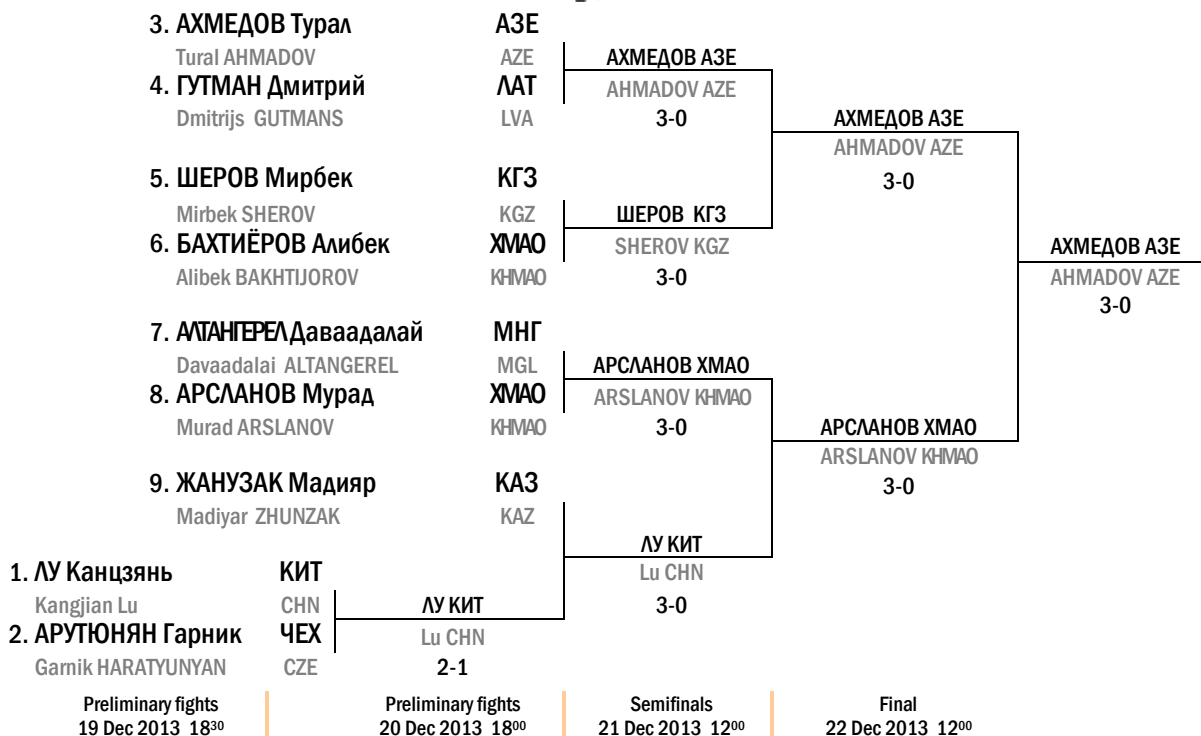 3. АХМЕДОВ Турал АЗЕ
Tural AHMADOV AZE
4. ГУТМАН Дмитрий ЛАТ
Dmitrijs GUTMANS LVA
АХМЕДОВ АЗЕ
AHMADOV AZE
3-0
5. ШЕРОВ Мирбек КГЗ
Mirbek SHEROV KGZ
6. БАХТИЁРОВ Алибек ХМАО
Alibek BAKHTIJOROV KHMAO
ШЕРОВ КГЗ
SHEROV KGZ
3-0
АХМЕДОВ АЗЕ
AHMADOV AZE
3-0
7. АЛТАНГЕРЕЛ Даваадалай МНГ
Davaadalai ALTANGEREL MGL
8. АРСЛАНОВ Мурад ХМАО
Murad ARSLANOV KHMAO
АРСЛАНОВ ХМАО
ARSLANOV KHMAO
3-0
9. ЖАНУЗАК Мадияр КАЗ
Madiyar ZHUNZAK KAZ
1. ЛУ Канцзянь КИТ
Kangjian Lu CHN
2. АРУТЮНЯН Гарник ЧЕХ
Garnik HARATYUNYAN CZE
ЛУ КИТ
Lu CHN
2-1
ЛУ КИТ
Lu CHN
3-0
АРСЛАНОВ ХМАО
ARSLANOV KHMAO
3-0
АХМЕДОВ АЗЕ
AHMADOV AZE
3-0
Preliminary fights
19 Dec 2013 18³⁰
Preliminary fights
20 Dec 2013 18⁰⁰
Semifinals
21 Dec 2013 12⁰⁰
Final
22 Dec 2013 12⁰⁰